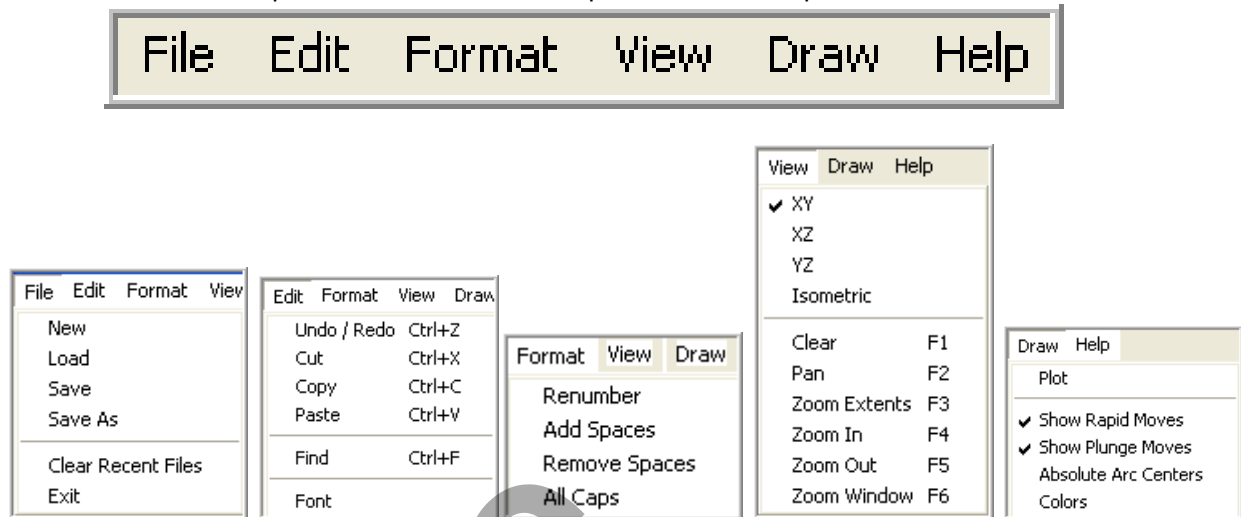 File Edit Format View Draw Help
File Edit Format View
New
Load
Save
Save As
Clear Recent Files
Exit
Edit Format View Draw
Undo / Redo Ctrl+Z
Cut Ctrl+X
Copy Ctrl+C
Paste Ctrl+V
Find Ctrl+F
Font
Format View Draw
Renumber
Add Spaces
Remove Spaces
All Caps
View Draw Help
XY
XZ
YZ
Isometric
Clear F1
Pan F2
Zoom Extents F3
Zoom In F4
Zoom Out F5
Zoom Window F6
Draw Help
Plot
Show Rapid Moves
Show Plunge Moves
Absolute Arc Centers
Colors